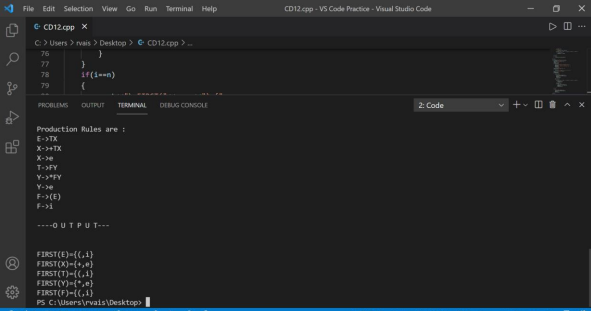 File Edit Selection View Go Run Terminal Help
CD12.cpp - VS Code Practice - Visual Studio Code
CD12.cpp
C: > Users > rvais > Desktop > CD12.cpp > ...
76 }
77 }
78 if(i==n)
79 {
PROBLEMS OUTPUT TERMINAL DEBUG CONSOLE
2: Code
Production Rules are :
E->TX
X->+TX
X->e
T->FY
Y->*FY
Y->e
F->(E)
F->i
----O U T P U T---
FIRST(E)={(,i}
FIRST(X)={+,e}
FIRST(T)={(,i}
FIRST(Y)={*,e}
FIRST(F)={(,i}
PS C:\Users\rvais\Desktop>